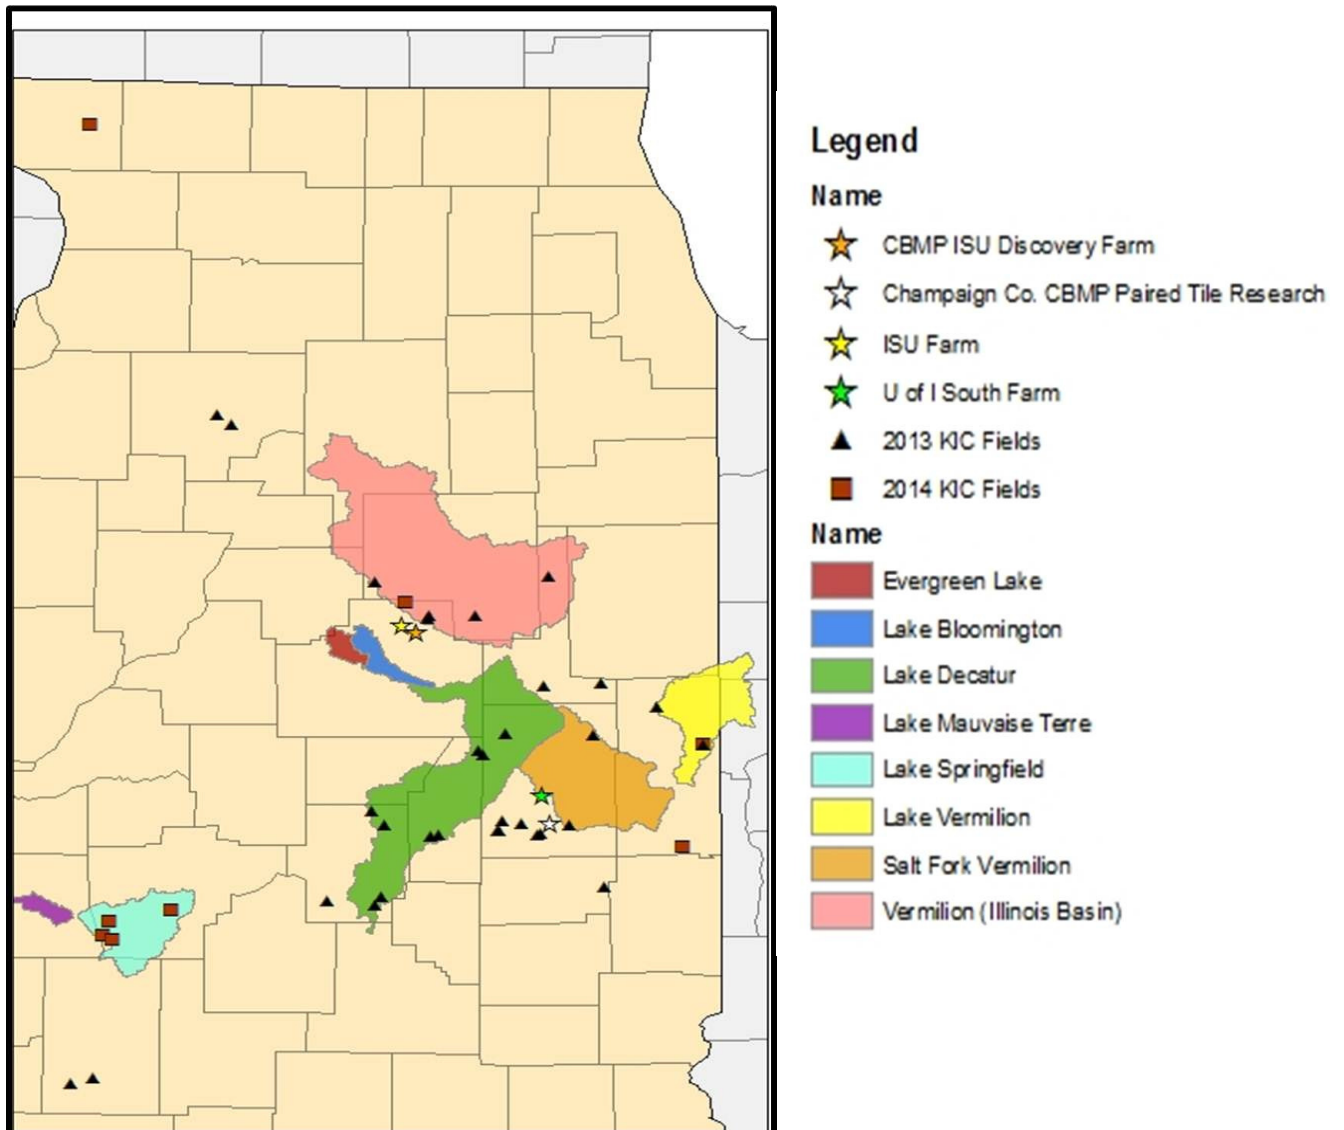 Legend
Name
CBMP ISU Discovery Farm
Champaign Co. CBMP Paired Tile Research
ISU Farm
U of I South Farm
2013 KIC Fields
2014 KIC Fields
Name
Evergreen Lake
Lake Bloomington
Lake Decatur
Lake Mauvaise Terre
Lake Springfield
Lake Vermilion
Salt Fork Vermilion
Vermilion (Illinois Basin)